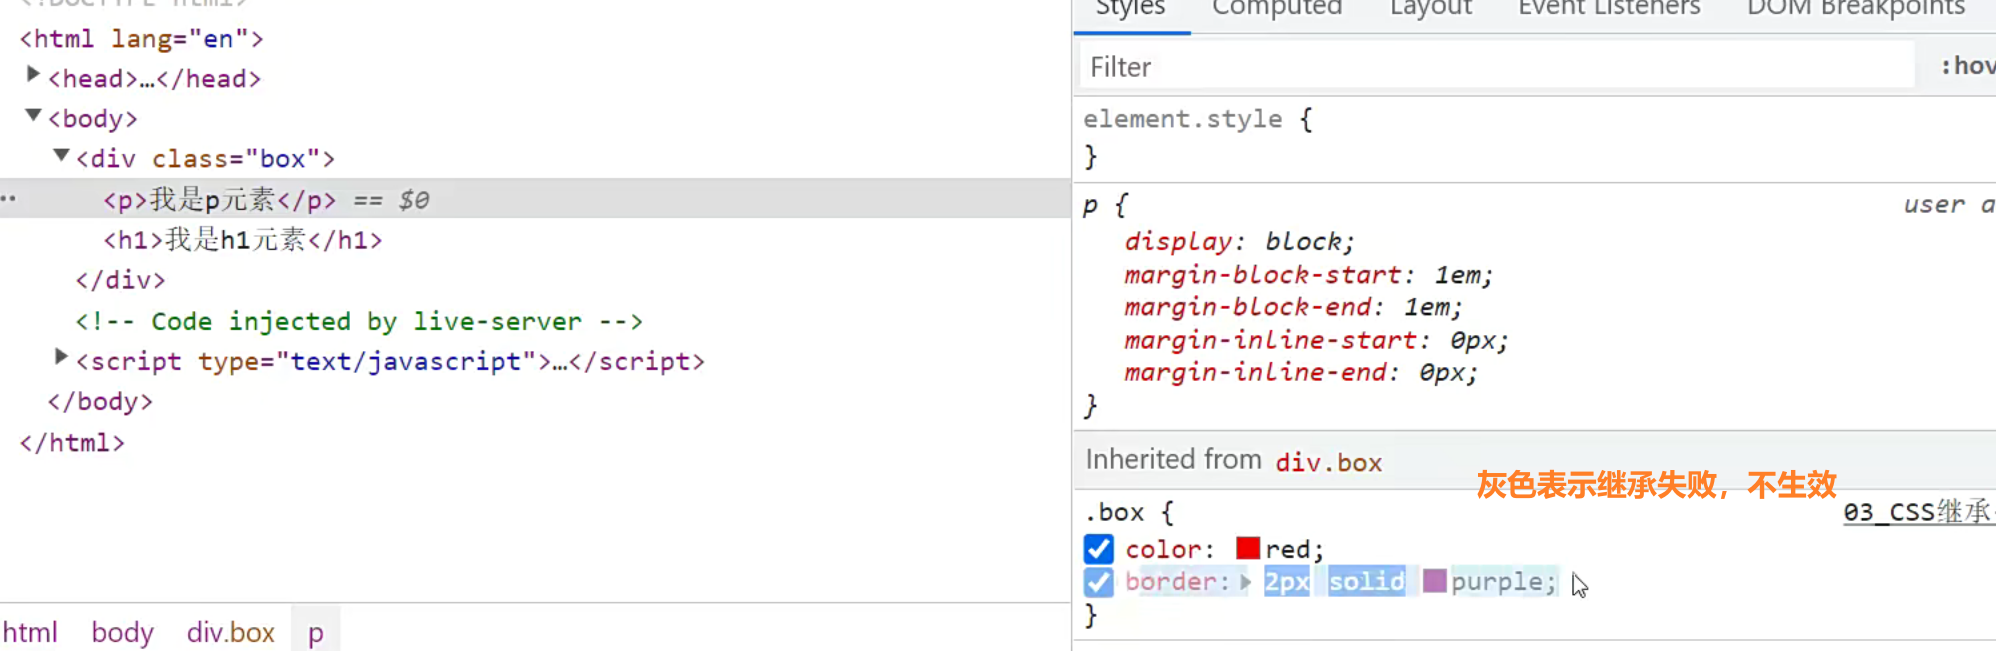 <!DOCTYPE html>
<html lang="en">
<head>…</head>
<body>
<div class="box">
<p>我是p元素</p> == $0
<h1>我是h1元素</h1>
</div>
<!-- Code injected by live-server -->
<script type="text/javascript">…</script>
</body>
</html>
html body div.box p
Styles Computed Layout Event Listeners DOM Breakpoints
Filter :hov
element.style {
}
p { user a
display: block;
margin-block-start: 1em;
margin-block-end: 1em;
margin-inline-start: 0px;
margin-inline-end: 0px;
}
Inherited from div.box
灰色表示继承失败，不生效
.box { 03_CSS继承
color: red;
border: 2px solid purple;
}